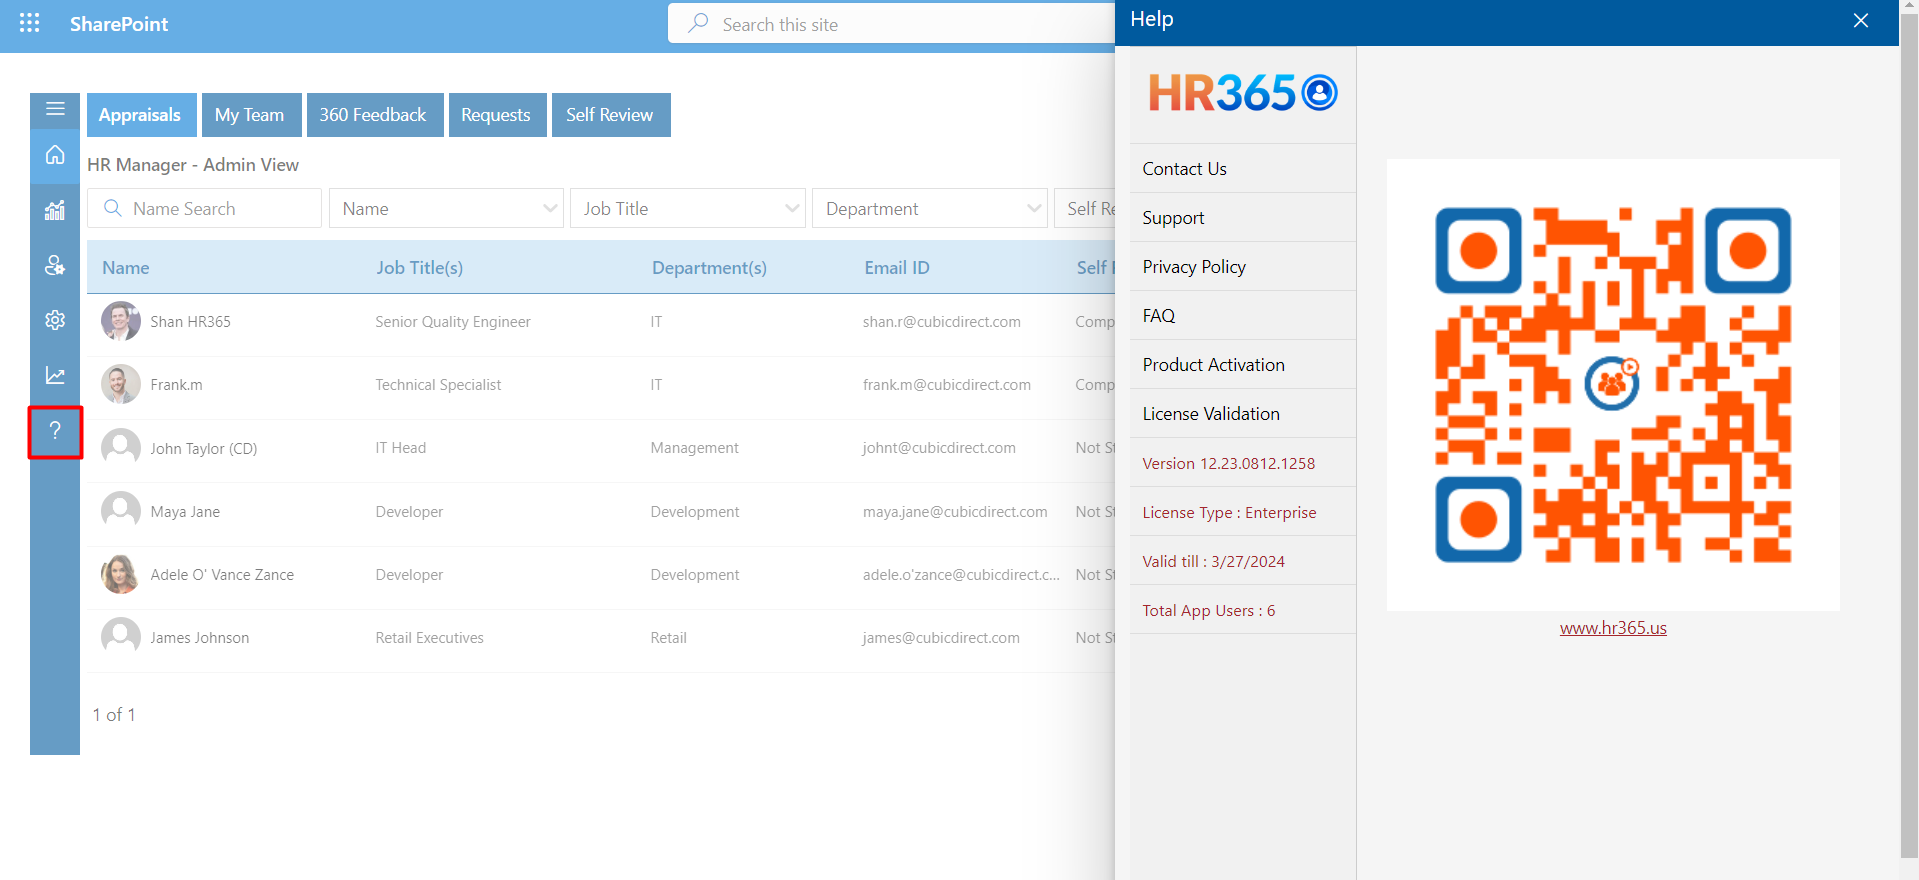 SharePoint
Search this site
Help
Appraisals
My Team
360 Feedback
Requests
Self Review
HR Manager - Admin View
Name Search
Name
Job Title
Department
Self Re
Name
Job Title(s)
Department(s)
Email ID
Self
Shan HR365
Senior Quality Engineer
IT
shan.r@cubicdirect.com
Comp
Frank.m
Technical Specialist
IT
frank.m@cubicdirect.com
Comp
John Taylor (CD)
IT Head
Management
johnt@cubicdirect.com
Not St
Maya Jane
Developer
Development
maya.jane@cubicdirect.com
Not St
Adele O' Vance Zance
Developer
Development
adele.o'zance@cubicdirect.c...
Not St
James Johnson
Retail Executives
Retail
james@cubicdirect.com
Not St
1 of 1
HR365
Contact Us
Support
Privacy Policy
FAQ
Product Activation
License Validation
Version 12.23.0812.1258
License Type : Enterprise
Valid till : 3/27/2024
Total App Users : 6
www.hr365.us